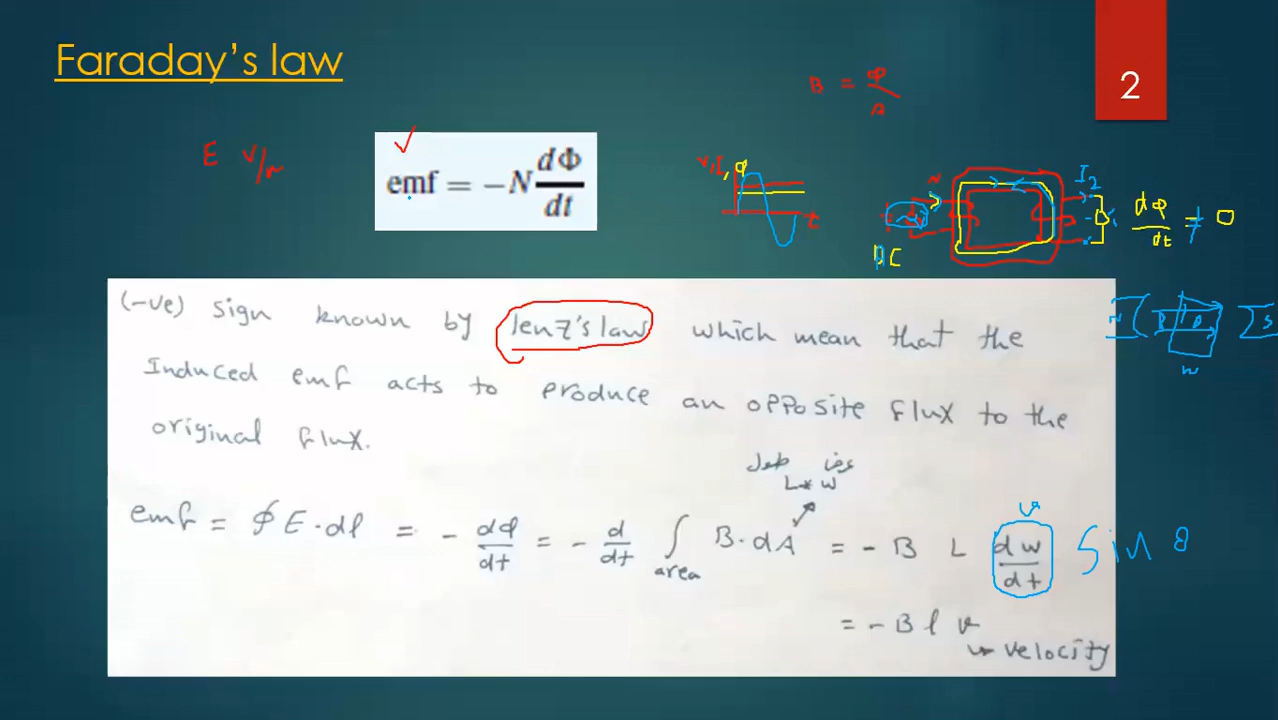 Faraday's law
2
B = Φ/A
E V/m
emf = −N dΦ/dt
V,I,Φ
t
N
I2
dφ/dt ≠ 0
C
N
S
w
(-ve) sign known by lenz's law which mean that the
Induced emf acts to produce an opposite flux to the
original flux.
طول عرض
L* w
emf = ∮ E·dl = - dφ/dt = - d/dt ∫area B·dA = - B L dw/dt Sin θ
v
= - B l v
velocity